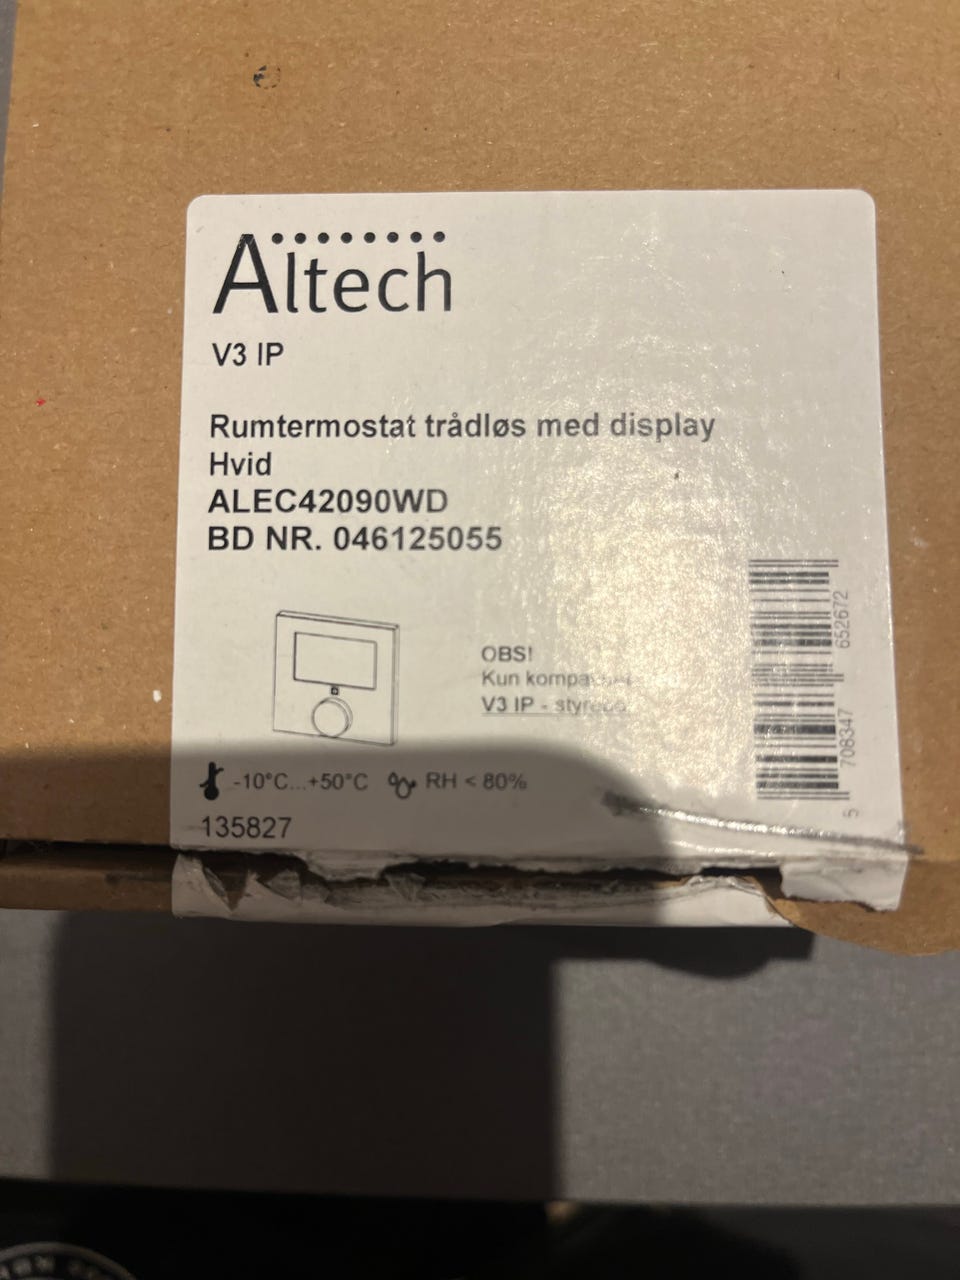 Altech
V3 IP
Rumtermostat trådløs med display
Hvid
ALEC42090WD
BD NR. 046125055
OBS!
Kun
V3 IP -
-10°C...+50°C RH < 80%
135827
5 708347 652672